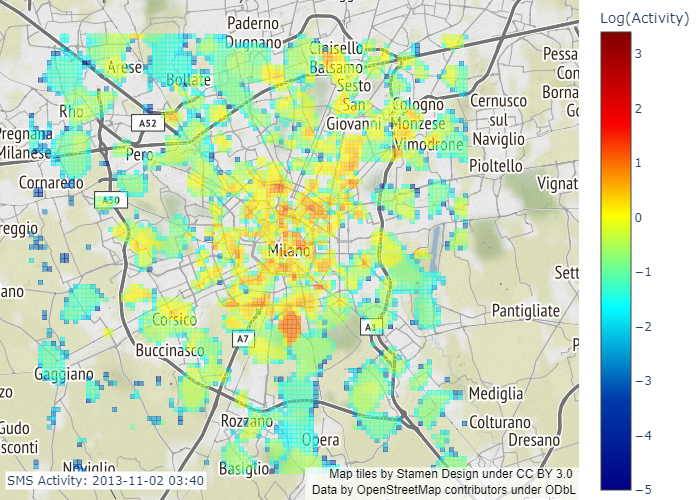 Paderno
Dugnano
Cinisello
Balsamo
Pessa
Con
Arese
Bollate
Sesto
San
Giovanni
Borna
Go
Rho
Cologno
Monzese
Cernusco
sul
Naviglio
A52
Pregnana
Milanese
Pero
Vimodrone
Pioltello
Cornaredo
Vignat
A50
reggio
Milano
Sett
ano
Corsico
Pantigliate
A7
A1
Buccinasco
P
Gaggiano
zo
Mediglia
Rozzano
Colturano
Gudo
sconti
Opera
Dresano
Noviglio
Basiglio
SMS Activity: 2013-11-02 03:40
Map tiles by Stamen Design under CC BY 3.0
Data by OpenStreetMap contributors under ODbL
Log(Activity)
3
2
1
0
−1
−2
−3
−4
−5